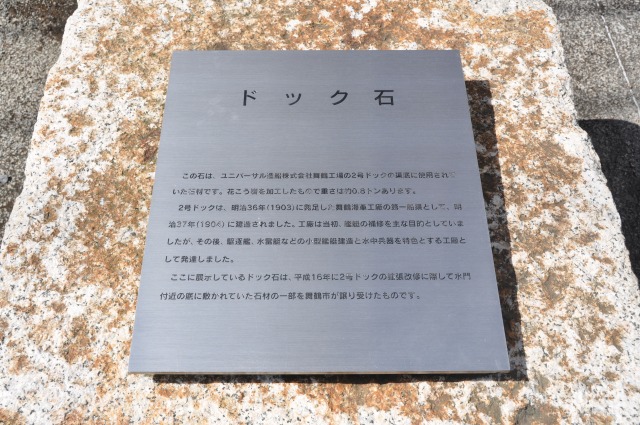 ドック石
この石は、ユニバーサル造船株式会社舞鶴工場の2号ドックの渠底に使用されて
いた石材です。花こう岩を加工したもので重さは約0.8トンあります。
2号ドックは、明治36年(1903)に発足した舞鶴海軍工廠の第一船渠として、明
治37年(1904)に建造されました。工廠は当初、艦艇の補修を主な目的としていま
したが、その後、駆逐艦、水雷艇などの小型艦艇建造と水中兵器を特色とする工廠と
して発達しました。
ここに展示しているドック石は、平成16年に2号ドックの拡張改修に際して水門
付近の底に敷かれていた石材の一部を舞鶴市が譲り受けたものです。